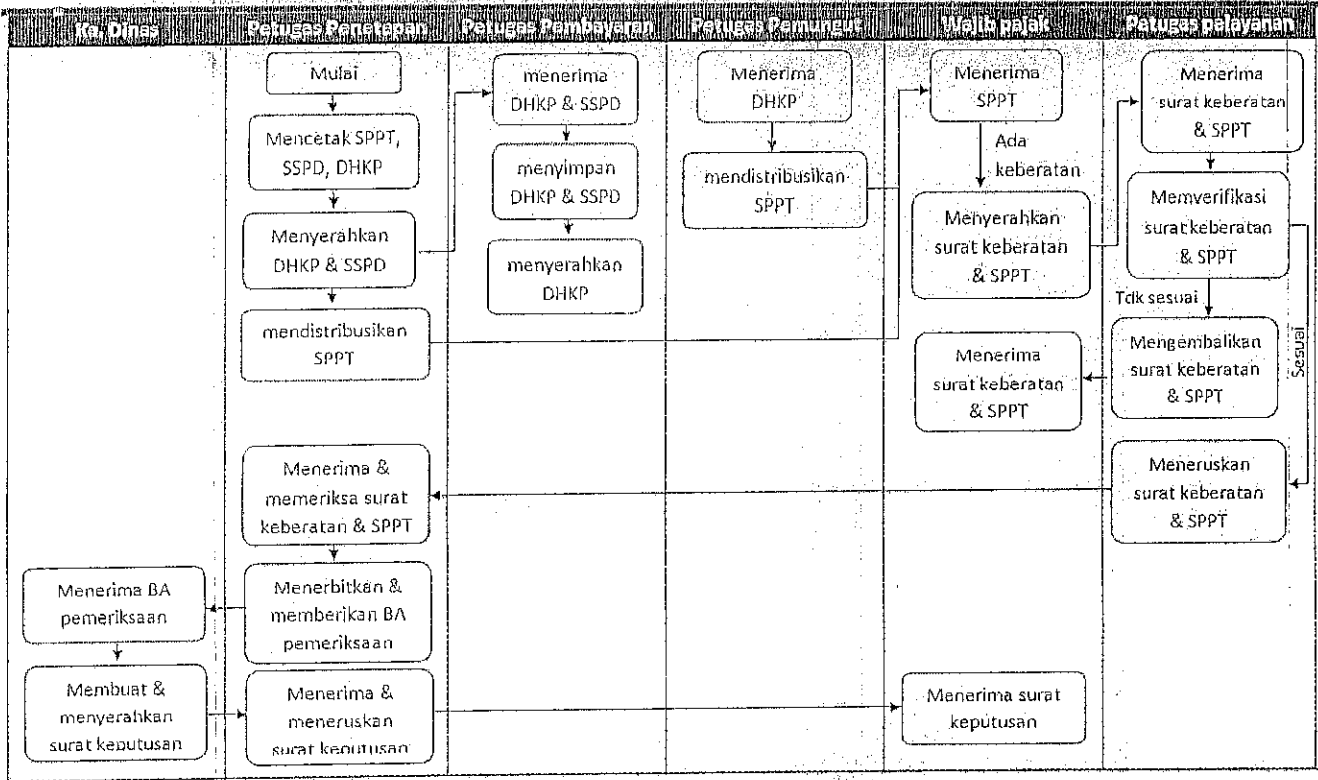 Ka. Dinas
Petugas Penetapan
Petugas Pembayaran
Petugas Pemungut
Wajib pajak
Petugas pelayanan
Mulai
Mencetak SPPT,
SSPD, DHKP
Menyerahkan
DHKP & SSPD
mendistribusikan
SPPT
menerima
DHKP & SSPD
menyimpan
DHKP & SSPD
menyerahkan
DHKP
Menerima
DHKP
mendistribusikan
SPPT
Menerima
SPPT
Ada
keberatan
Menyerahkan
surat keberatan
& SPPT
Menerima
surat keberatan
& SPPT
Menerima
surat keberatan
& SPPT
Memverifikasi
surat keberatan
& SPPT
Tdk sesuai
Sesuai
Mengembalikan
surat keberatan
& SPPT
Meneruskan
surat keberatan
& SPPT
Menerima &
memeriksa surat
keberatan & SPPT
Menerbitkan &
memberikan BA
pemeriksaan
Menerima BA
pemeriksaan
Membuat &
menyerahkan
surat keputusan
Menerima &
meneruskan
surat keputusan
Menerima surat
keputusan